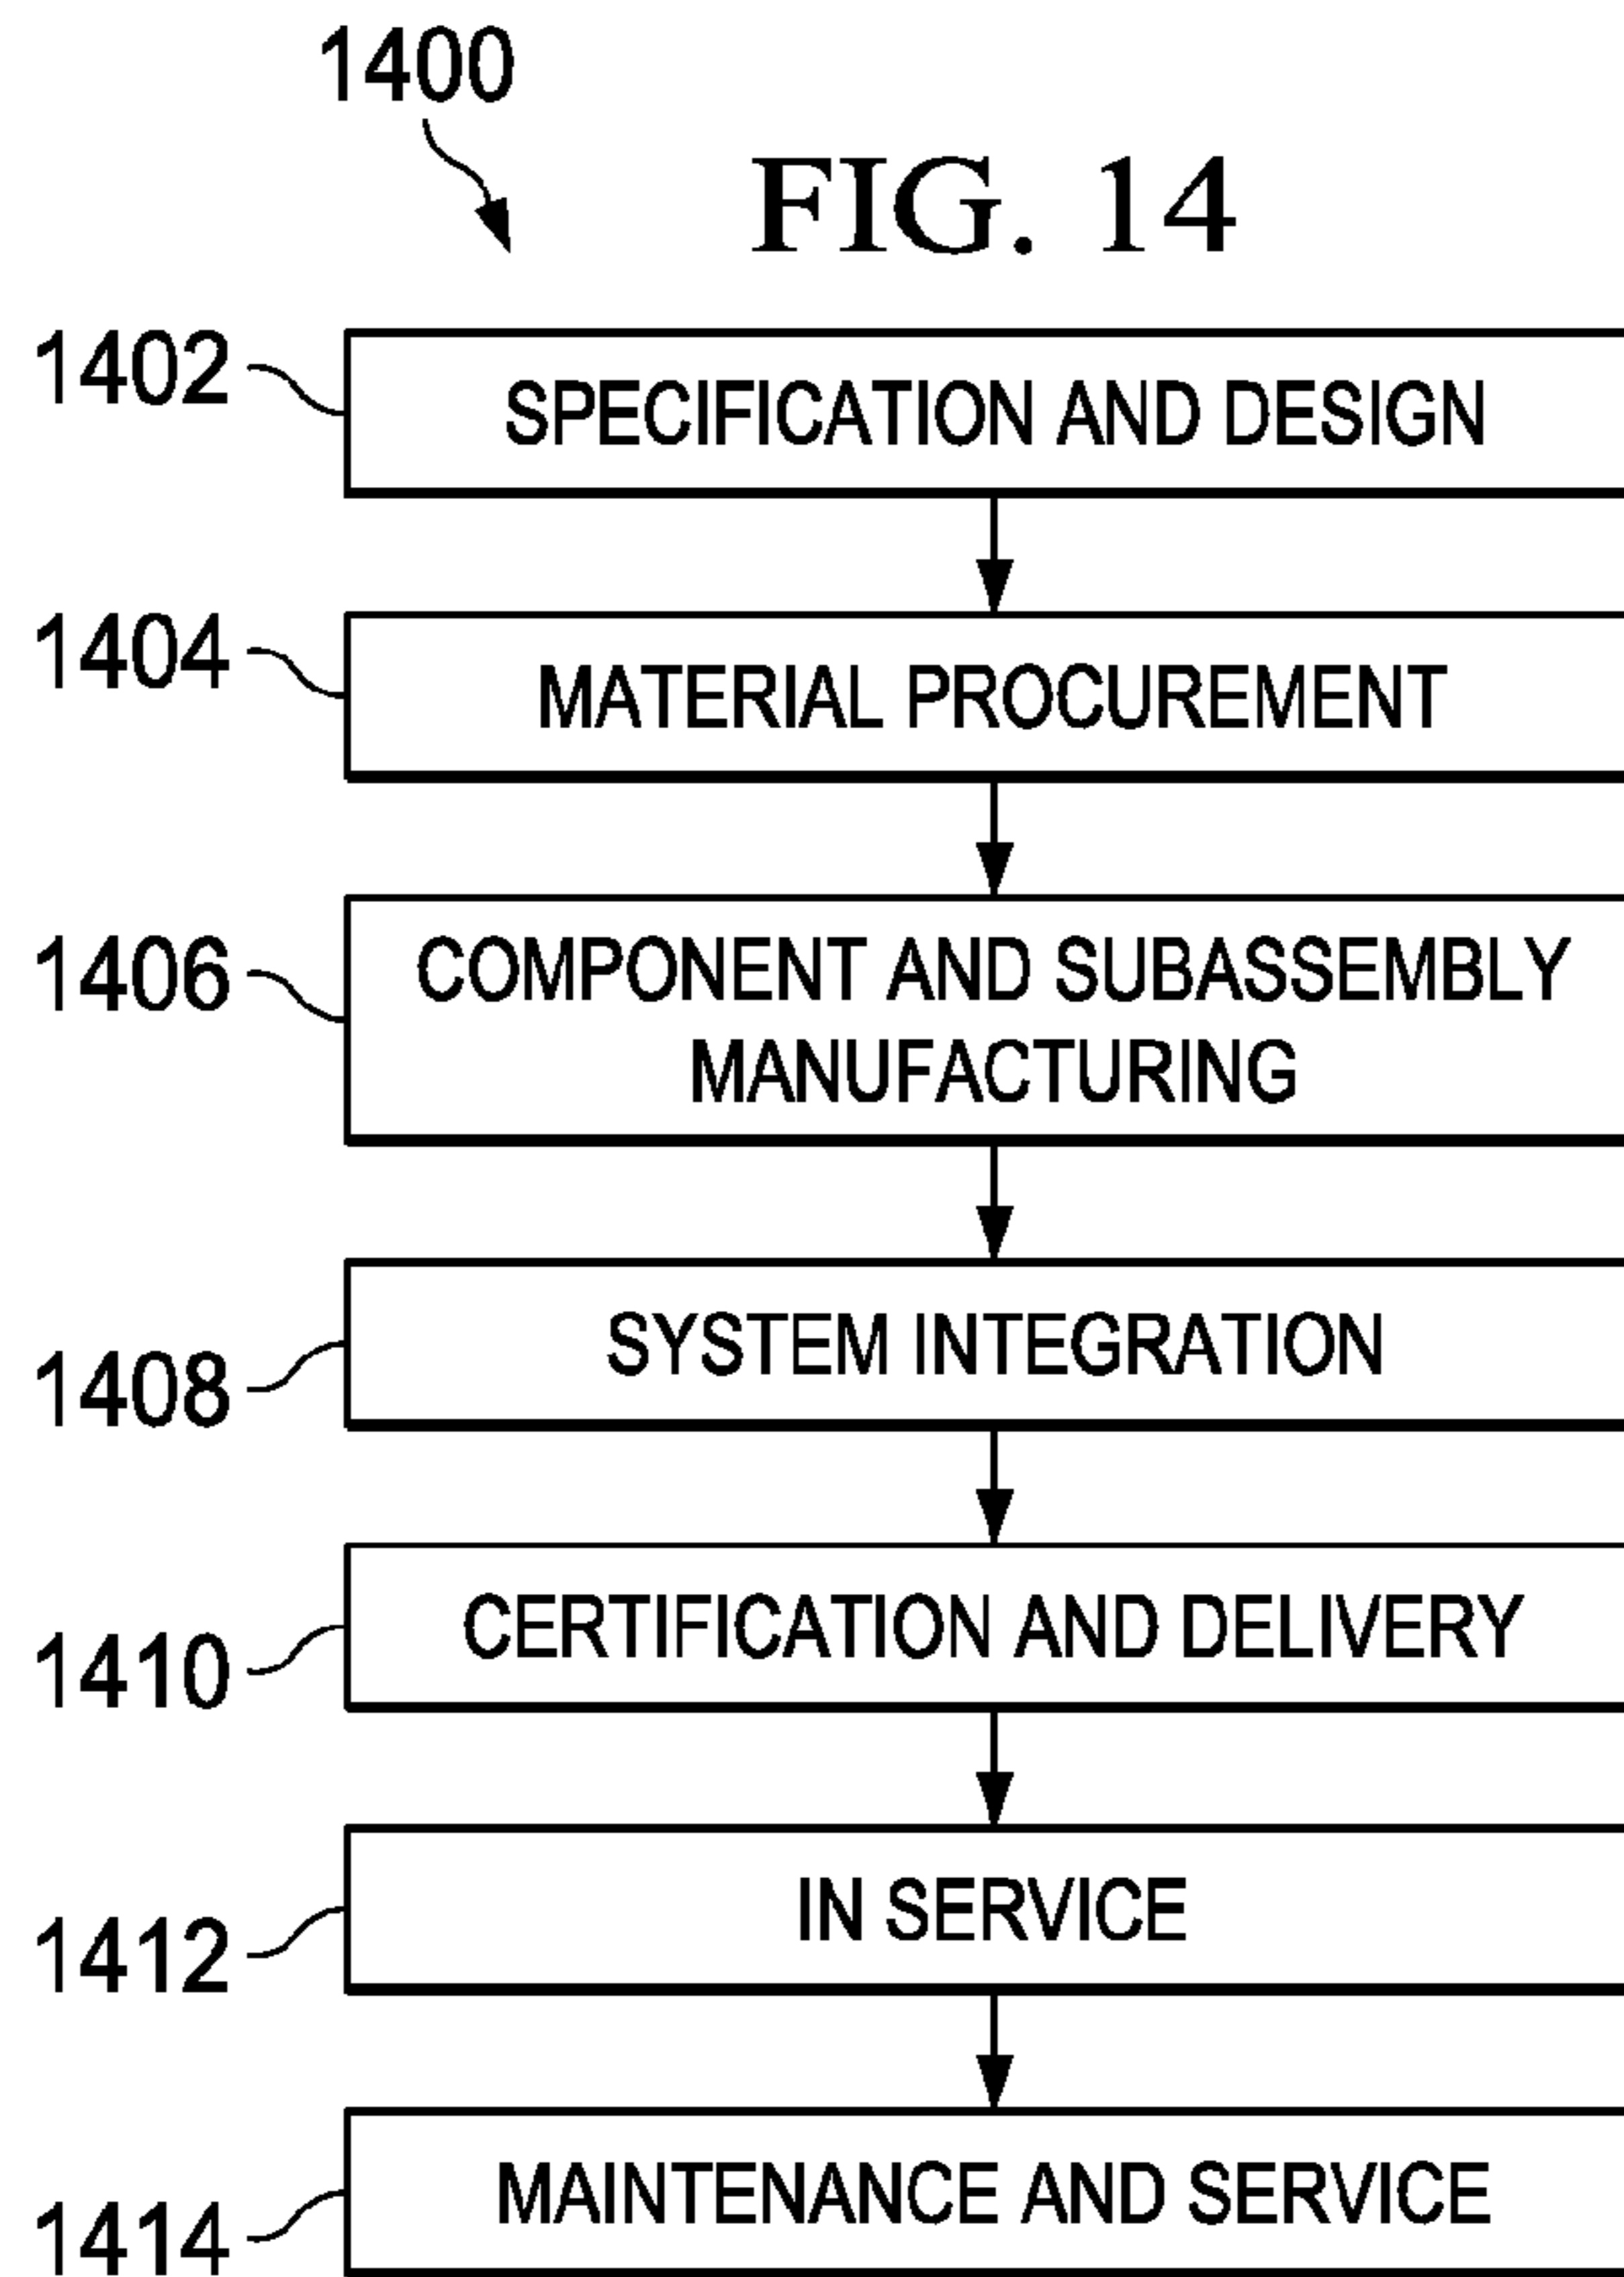 1400
FIG. 14
1402
SPECIFICATION AND DESIGN
1404
MATERIAL PROCUREMENT
1406
COMPONENT AND SUBASSEMBLY
MANUFACTURING
1408
SYSTEM INTEGRATION
1410
CERTIFICATION AND DELIVERY
1412
IN SERVICE
1414
MAINTENANCE AND SERVICE